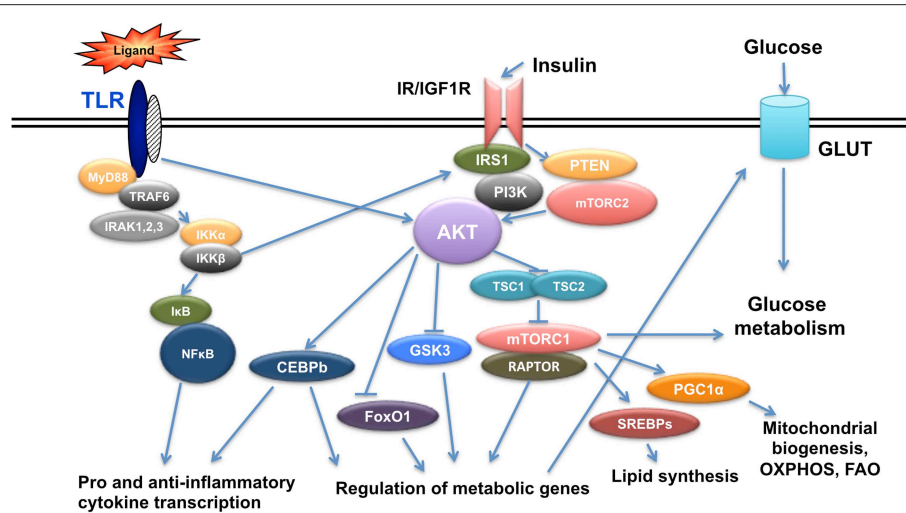 Ligand
TLR
MyD88
TRAF6
IRAK1,2,3
IKKα
IKKβ
IκB
NFκB
CEBPb
Pro and anti-inflammatory
cytokine transcription
Insulin
IR/IGF1R
IRS1
PTEN
PI3K
mTORC2
AKT
TSC1
TSC2
GSK3
mTORC1
RAPTOR
FoxO1
SREBPs
PGC1α
Regulation of metabolic genes
Lipid synthesis
Mitochondrial
biogenesis,
OXPHOS, FAO
Glucose
GLUT
Glucose
metabolism